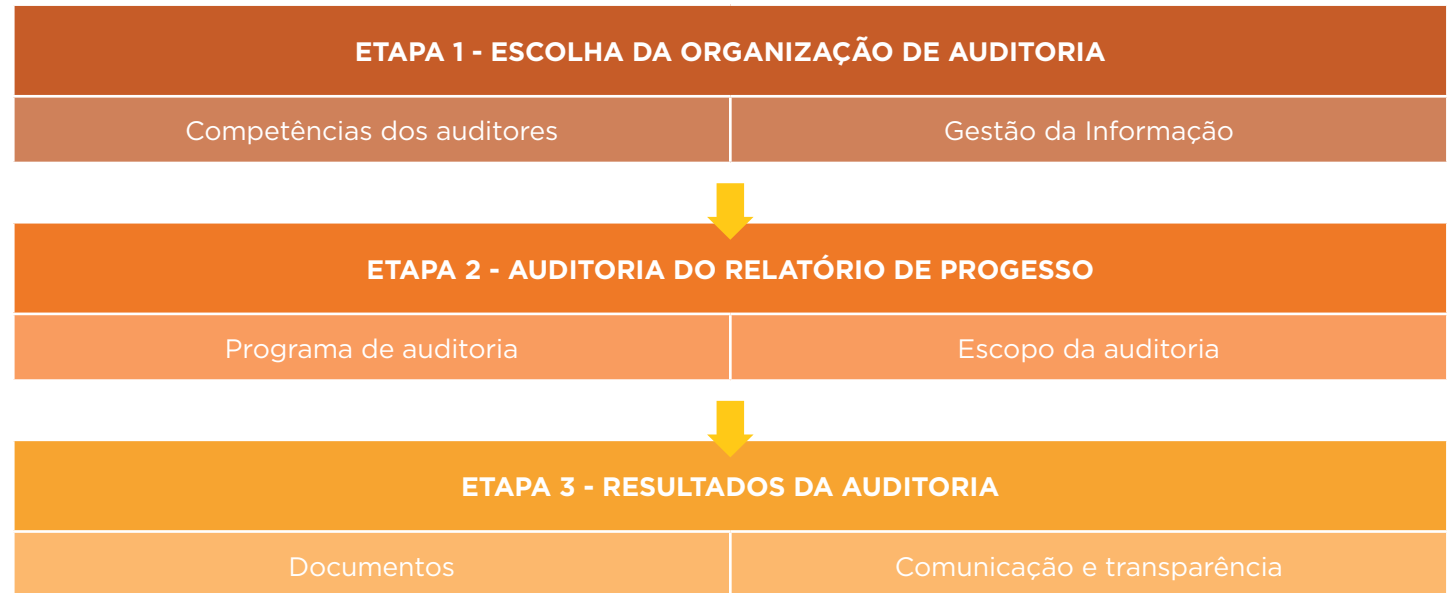 ETAPA 1 - ESCOLHA DA ORGANIZAÇÃO DE AUDITORIA
Competências dos auditores
Gestão da Informação
ETAPA 2 - AUDITORIA DO RELATÓRIO DE PROGESSO
Programa de auditoria
Escopo da auditoria
ETAPA 3 - RESULTADOS DA AUDITORIA
Documentos
Comunicação e transparência